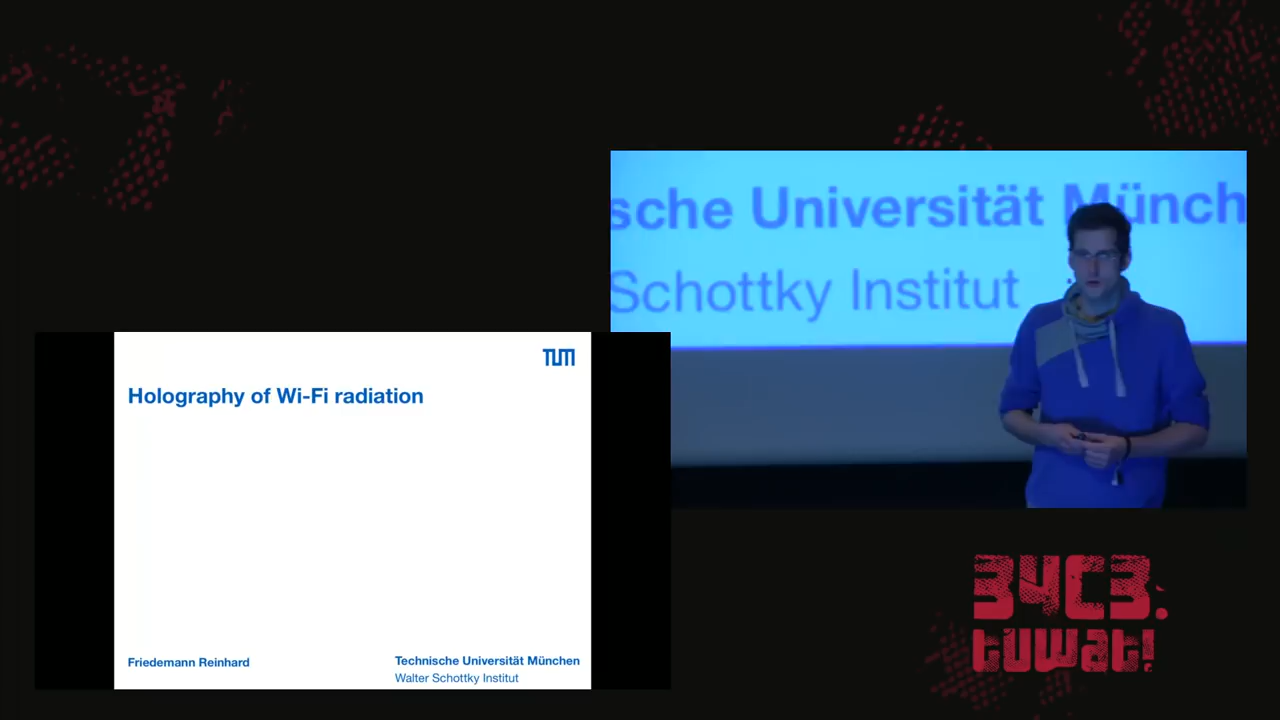 TUM
Holography of Wi-Fi radiation
Friedemann Reinhard
Technische Universität München
Walter Schottky Institut
sche Universität Münch
Schottky Institut
34C3.
tuwat!